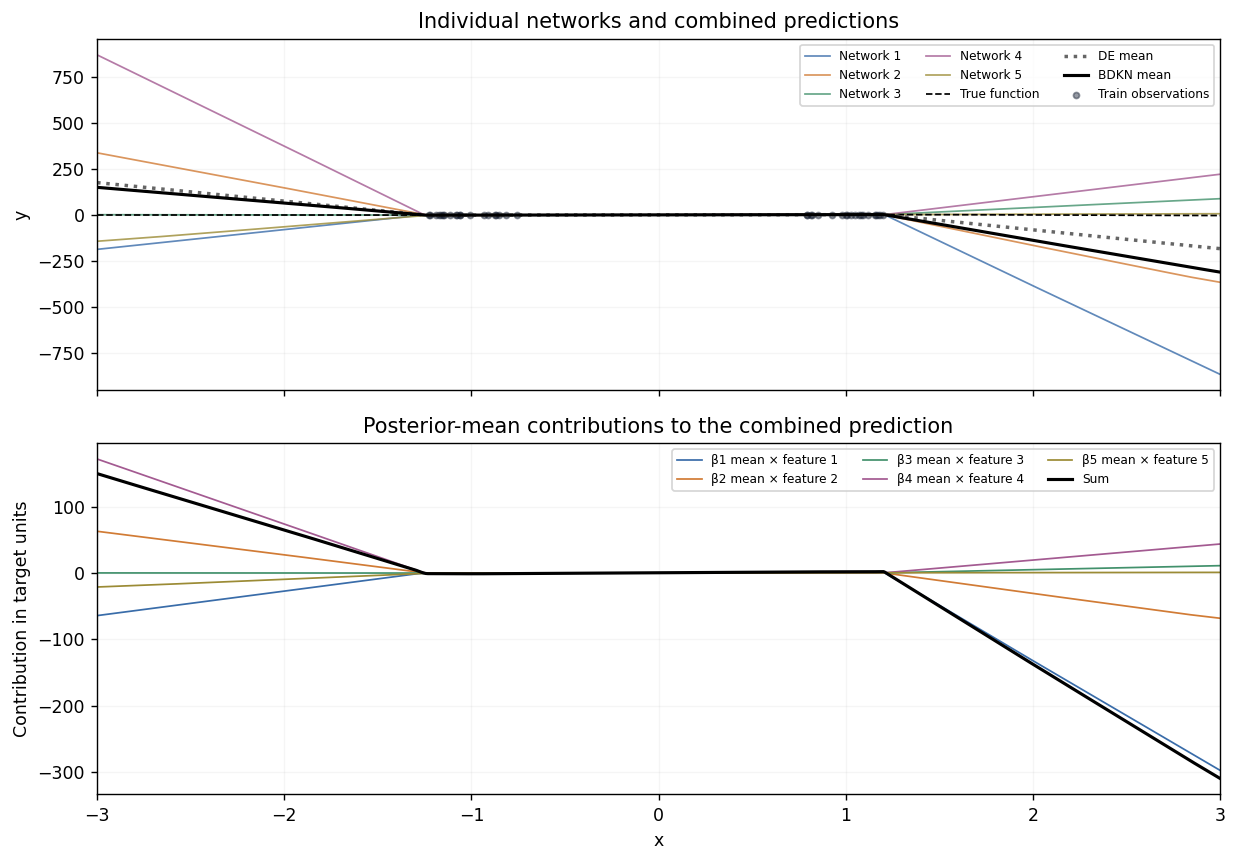 Individual networks and combined predictions
Network 1 Network 4 DE mean
Network 2 Network 5 BDKN mean
Network 3 True function Train observations
750
500
250
0
−250
−500
−750
y
Posterior-mean contributions to the combined prediction
β1 mean × feature 1 β3 mean × feature 3 β5 mean × feature 5
β2 mean × feature 2 β4 mean × feature 4 Sum
100
0
−100
−200
−300
Contribution in target units
−3 −2 −1 0 1 2 3
x